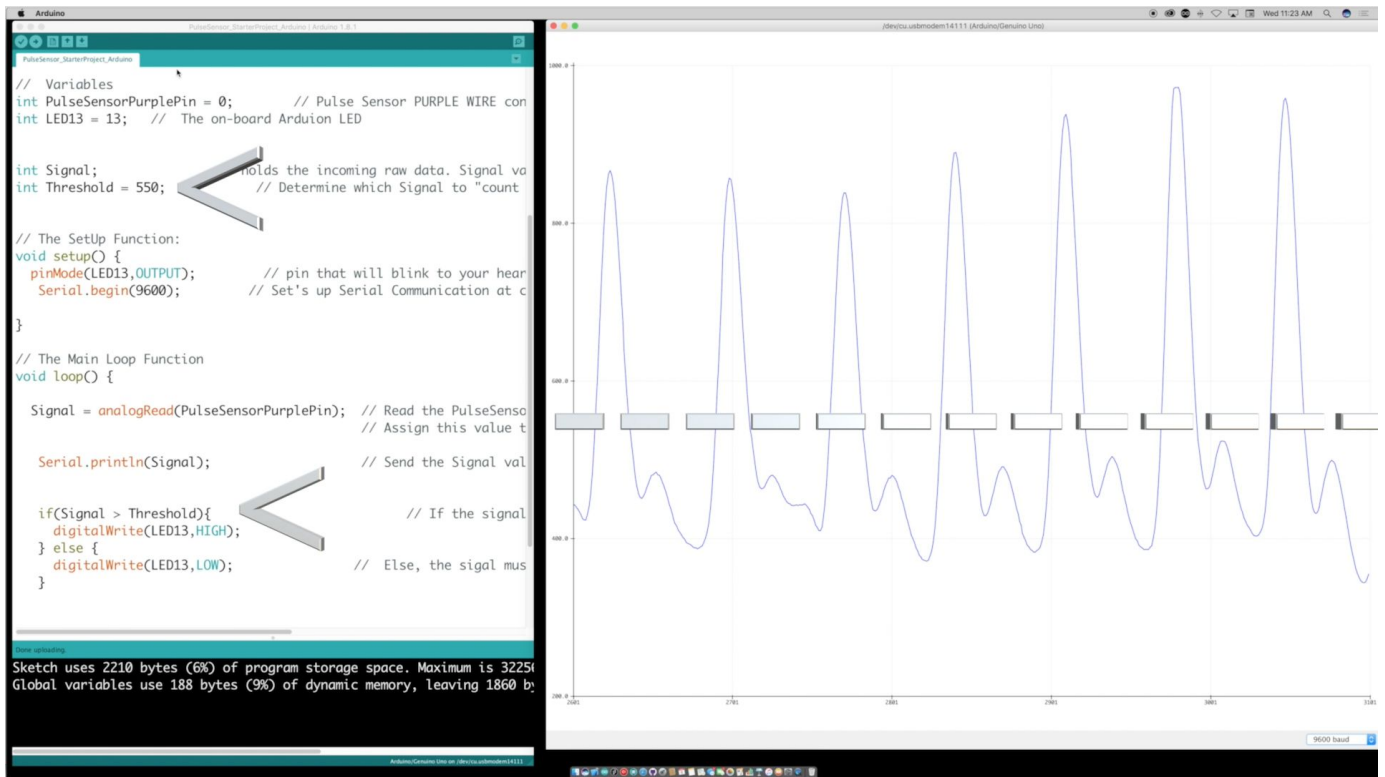 Arduino
Wed 11:23 AM
PulseSensor_StarterProject_Arduino | Arduino 1.8.1
PulseSensor_StarterProject_Arduino
// Variables
int PulseSensorPurplePin = 0; // Pulse Sensor PURPLE WIRE con
int LED13 = 13; // The on-board Arduion LED
int Signal; holds the incoming raw data. Signal va
int Threshold = 550; // Determine which Signal to "count
// The SetUp Function:
void setup() {
pinMode(LED13,OUTPUT); // pin that will blink to your hear
Serial.begin(9600); // Set's up Serial Communication at c
}
// The Main Loop Function
void loop() {
Signal = analogRead(PulseSensorPurplePin); // Read the PulseSenso
// Assign this value t
Serial.println(Signal); // Send the Signal val
if(Signal > Threshold){ // If the signal
digitalWrite(LED13,HIGH);
} else {
digitalWrite(LED13,LOW); // Else, the sigal mus
}
Done uploading.
Sketch uses 2210 bytes (6%) of program storage space. Maximum is 32256
Global variables use 188 bytes (9%) of dynamic memory, leaving 1860 by
Arduino/Genuino Uno on /dev/cu.usbmodem14111
/dev/cu.usbmodem14111 (Arduino/Genuino Uno)
1000.0
800.0
600.0
400.0
200.0
2601 2701 2801 2901 3001 3101
9600 baud